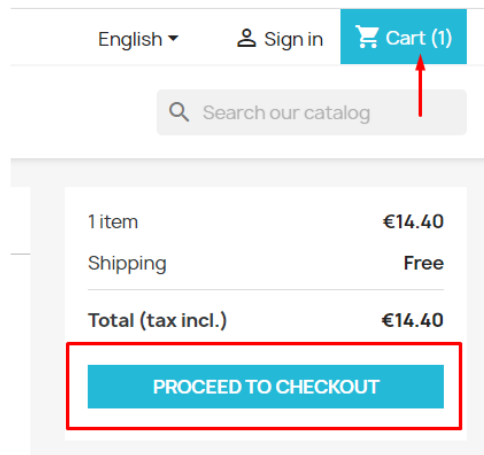 English Sign in Cart (1)
Search our catalog
1 item €14.40
Shipping Free
Total (tax incl.) €14.40
PROCEED TO CHECKOUT